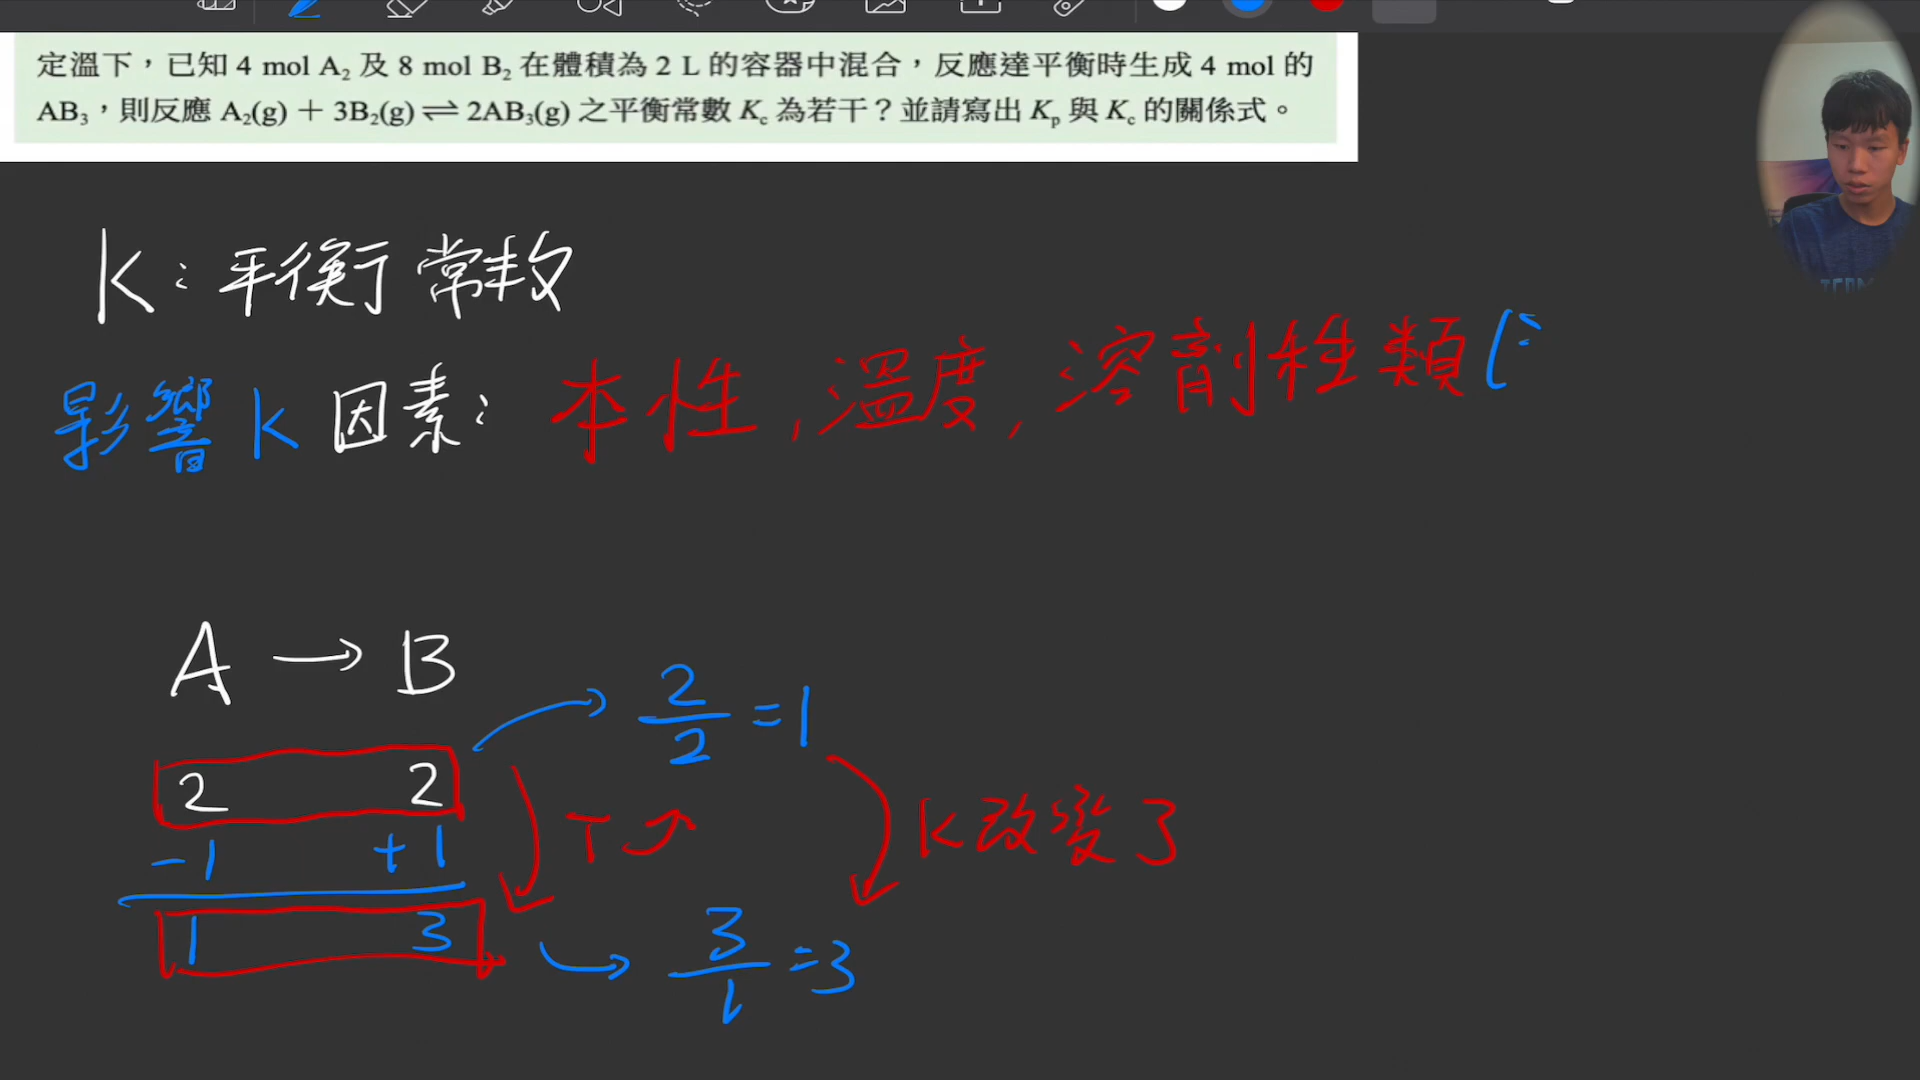 定溫下，已知 4 mol A₂ 及 8 mol B₂ 在體積為 2 L 的容器中混合，反應達平衡時生成 4 mol 的
AB₃，則反應 A₂(g) + 3B₂(g) ⇌ 2AB₃(g) 之平衡常數 Kc 為若干？並請寫出 Kp 與 Kc 的關係式。
K：平衡常數
影響 K 因素：本性，溫度，溶劑種類(
A → B
2/2 = 1
2 2
-1 +1
T↗
K改變了
1 3
3/1 = 3